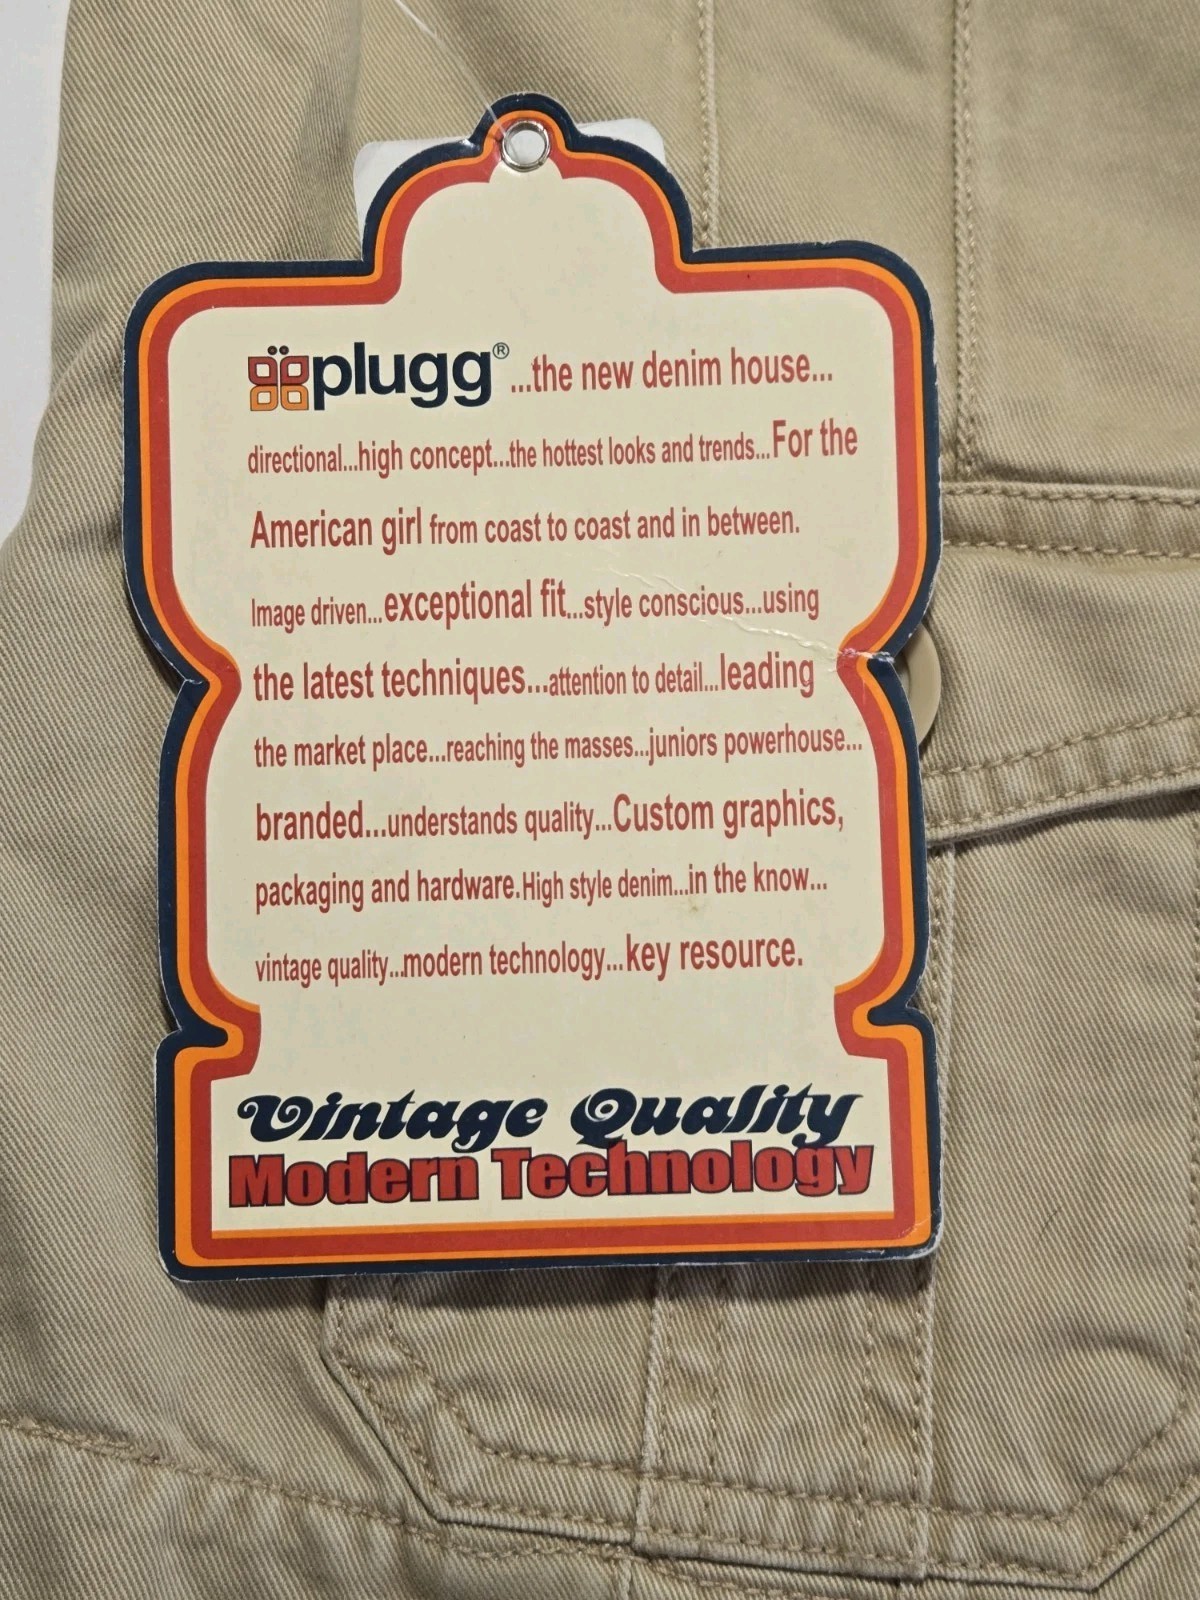 plugg® ...the new denim house...
directional...high concept...the hottest looks and trends...For the
American girl from coast to coast and in between.
Image driven...exceptional fit...style conscious...using
the latest techniques...attention to detail...leading
the market place...reaching the masses...juniors powerhouse...
branded...understands quality...Custom graphics,
packaging and hardware.High style denim...in the know...
vintage quality...modern technology...key resource.
Vintage Quality
Modern Technology